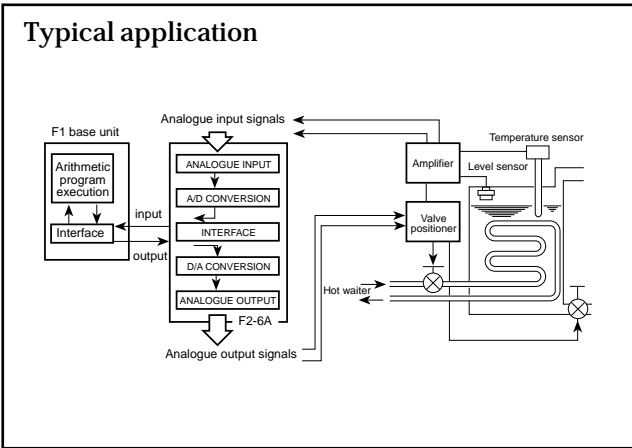 Typical application
Analogue input signals
F1 base unit
Arithmetic
program
execution
Interface
input
output
ANALOGUE INPUT
A/D CONVERSION
INTERFACE
D/A CONVERSION
ANALOGUE OUTPUT
F2-6A
Analogue output signals
Amplifier
Valve
positioner
Temperature sensor
Level sensor
Hot waiter